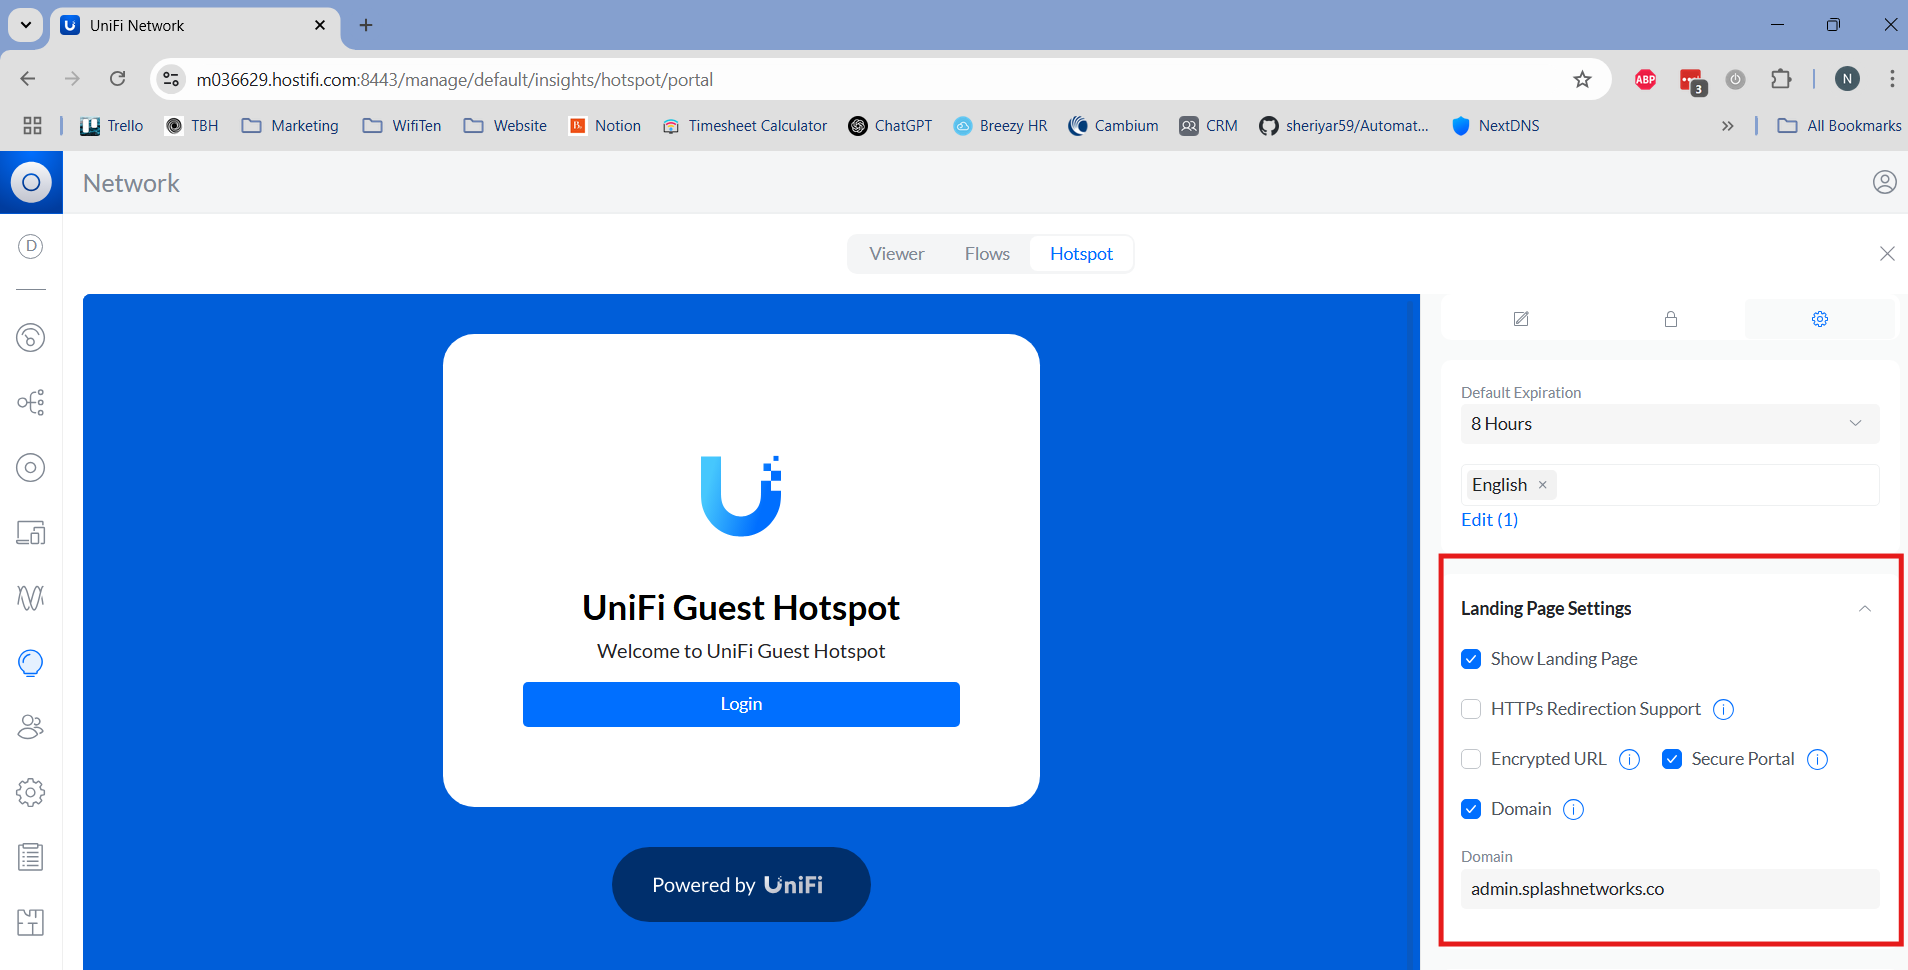 UniFi Network
m036629.hostifi.com:8443/manage/default/insights/hotspot/portal
ABP
3
N
Trello
TBH
Marketing
WifiTen
Website
Notion
Timesheet Calculator
ChatGPT
Breezy HR
Cambium
CRM
sheriyar59/Automat...
NextDNS
All Bookmarks
Network
D
Viewer
Flows
Hotspot
UniFi Guest Hotspot
Welcome to UniFi Guest Hotspot
Login
Powered by UniFi
Default Expiration
8 Hours
English
Edit (1)
Landing Page Settings
Show Landing Page
HTTPs Redirection Support
Encrypted URL
Secure Portal
Domain
Domain
admin.splashnetworks.co